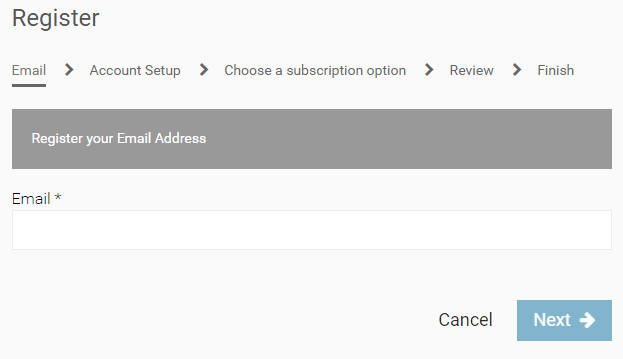 Register
Email Account Setup Choose a subscription option Review Finish
Register your Email Address
Email *
Cancel Next